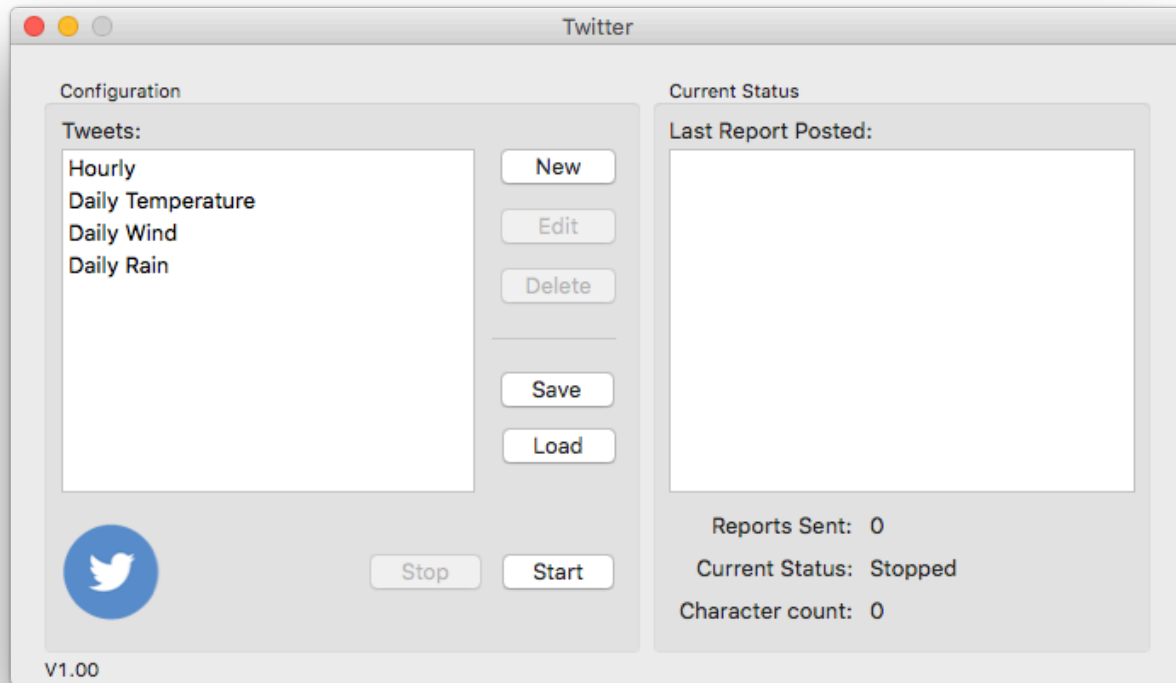 Twitter
Configuration
Tweets:
Hourly
Daily Temperature
Daily Wind
Daily Rain
New
Edit
Delete
Save
Load
Stop
Start
Current Status
Last Report Posted:
Reports Sent: 0
Current Status: Stopped
Character count: 0
V1.00